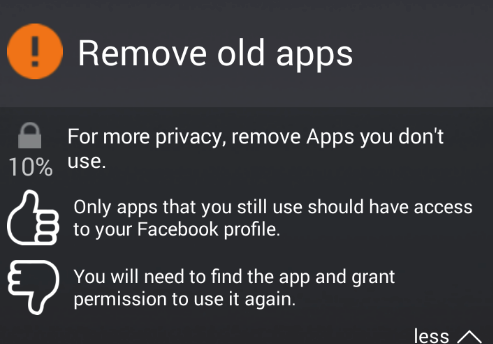 Remove old apps
For more privacy, remove Apps you don't
10% use.
Only apps that you still use should have access
to your Facebook profile.
You will need to find the app and grant
permission to use it again.
less